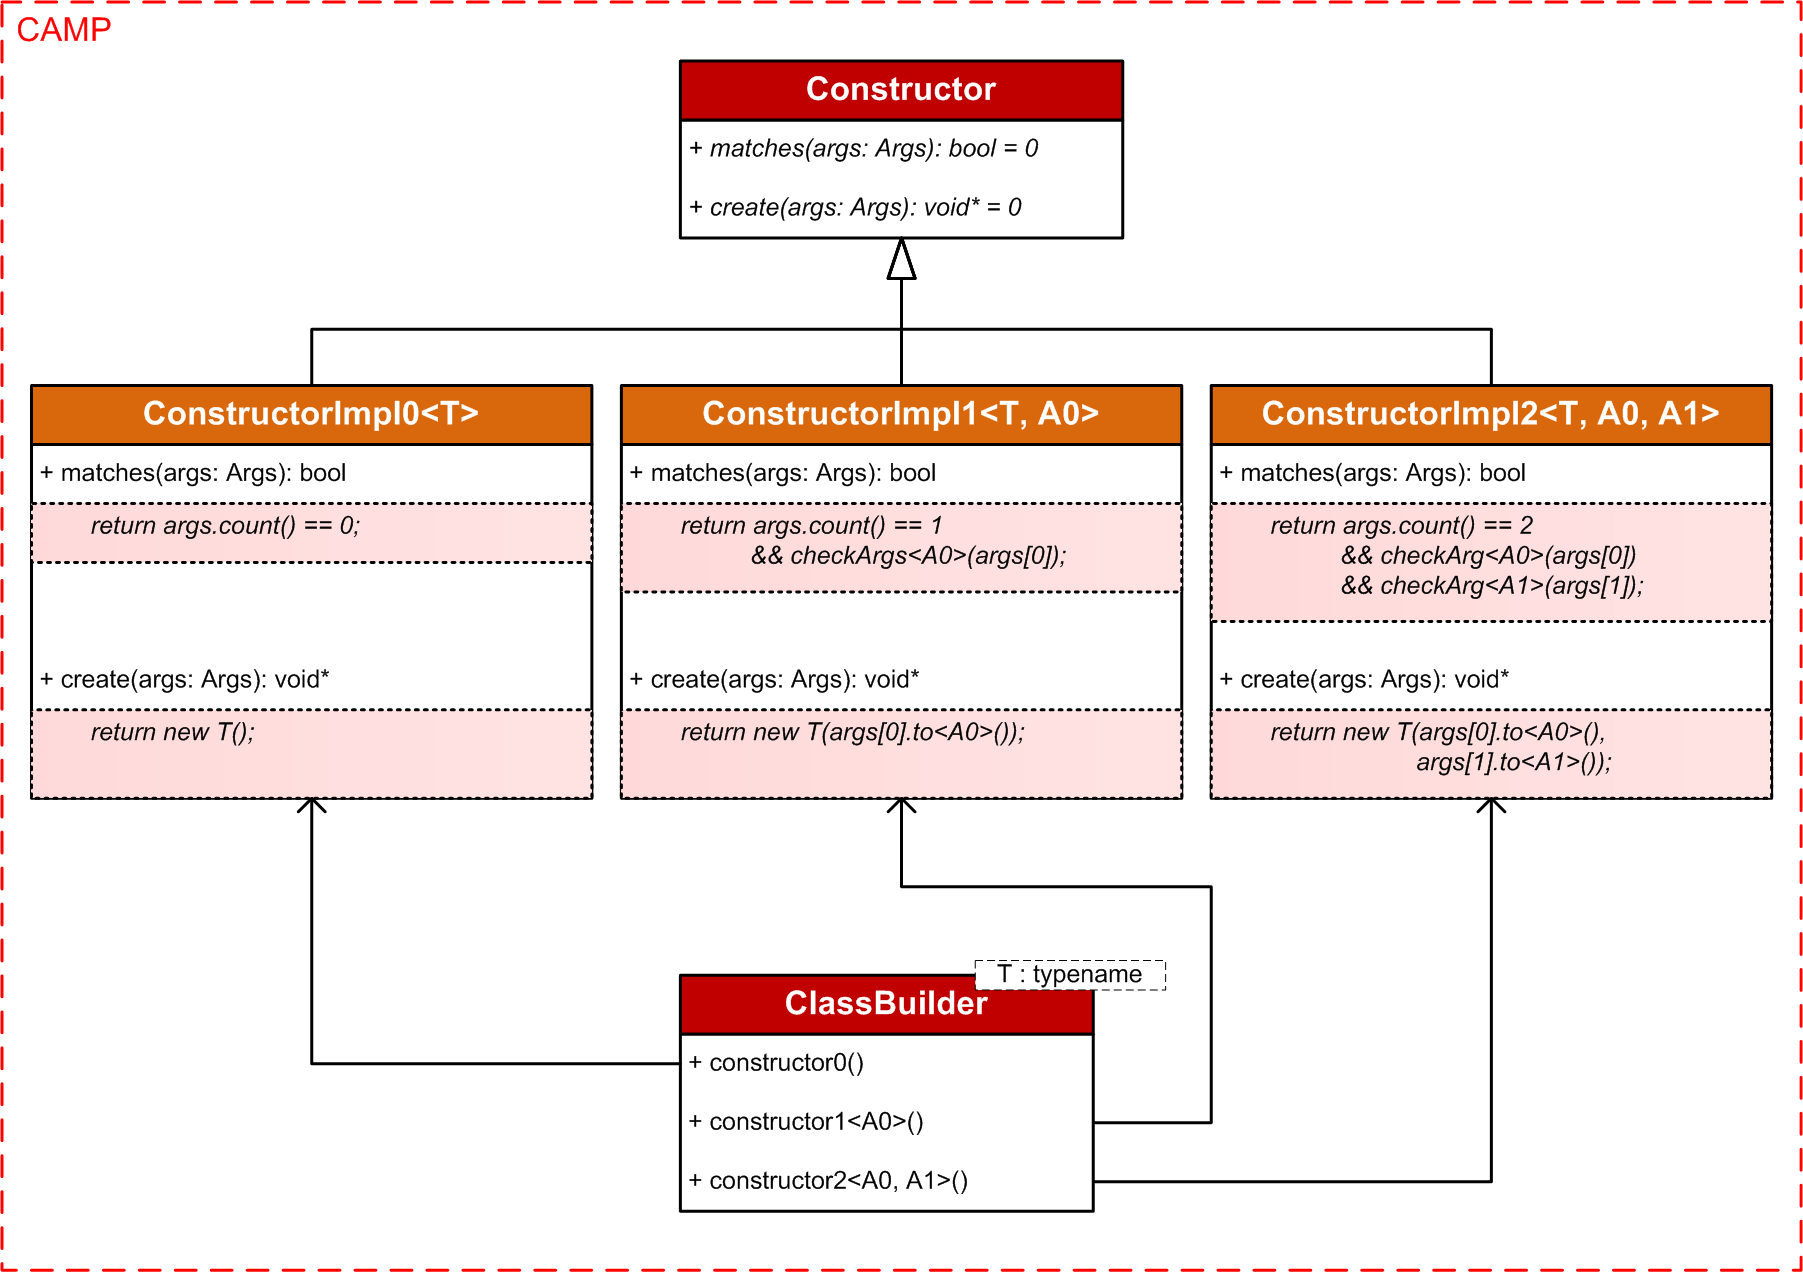 CAMP
Constructor
+ matches(args: Args): bool = 0
+ create(args: Args): void* = 0
ConstructorImpl0<T>
+ matches(args: Args): bool
return args.count() == 0;
+ create(args: Args): void*
return new T();
ConstructorImpl1<T, A0>
+ matches(args: Args): bool
return args.count() == 1
&& checkArgs<A0>(args[0]);
+ create(args: Args): void*
return new T(args[0].to<A0>());
ConstructorImpl2<T, A0, A1>
+ matches(args: Args): bool
return args.count() == 2
&& checkArg<A0>(args[0])
&& checkArg<A1>(args[1]);
+ create(args: Args): void*
return new T(args[0].to<A0>(),
args[1].to<A1>());
T : typename
ClassBuilder
+ constructor0()
+ constructor1<A0>()
+ constructor2<A0, A1>()